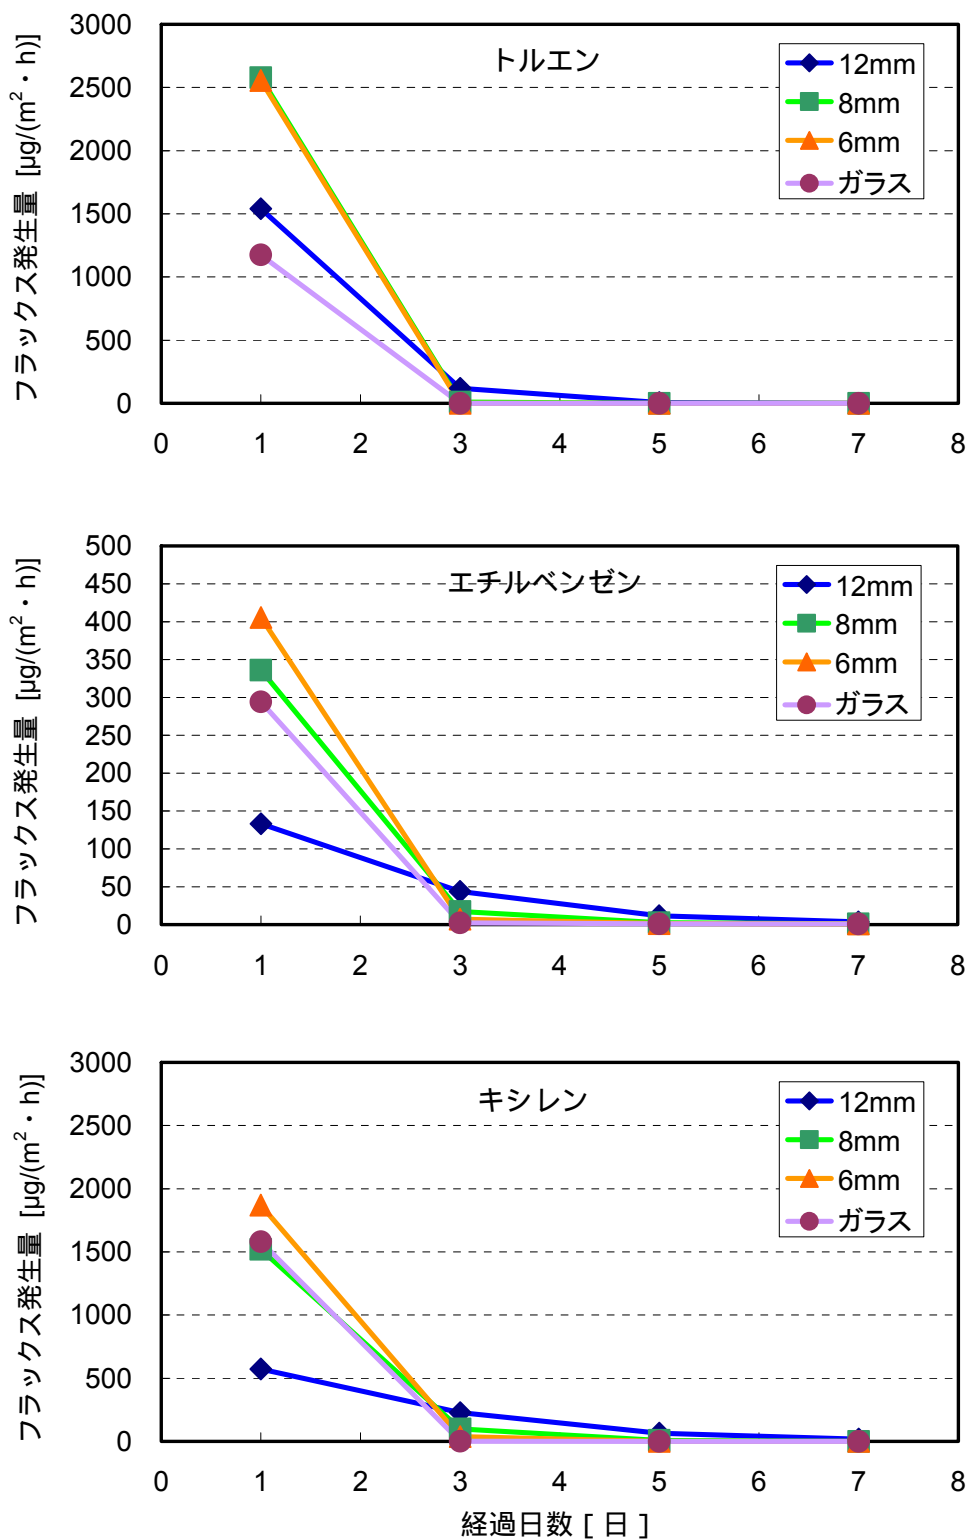 フラックス発生量 [μg/(m²・h)]
トルエン
3000
2500
2000
1500
1000
500
0
0 1 2 3 4 5 6 7 8
12mm
8mm
6mm
ガラス
フラックス発生量 [μg/(m²・h)]
エチルベンゼン
500
450
400
350
300
250
200
150
100
50
0
0 1 2 3 4 5 6 7 8
12mm
8mm
6mm
ガラス
フラックス発生量 [μg/(m²・h)]
キシレン
3000
2500
2000
1500
1000
500
0
0 1 2 3 4 5 6 7 8
12mm
8mm
6mm
ガラス
経過日数 [ 日 ]